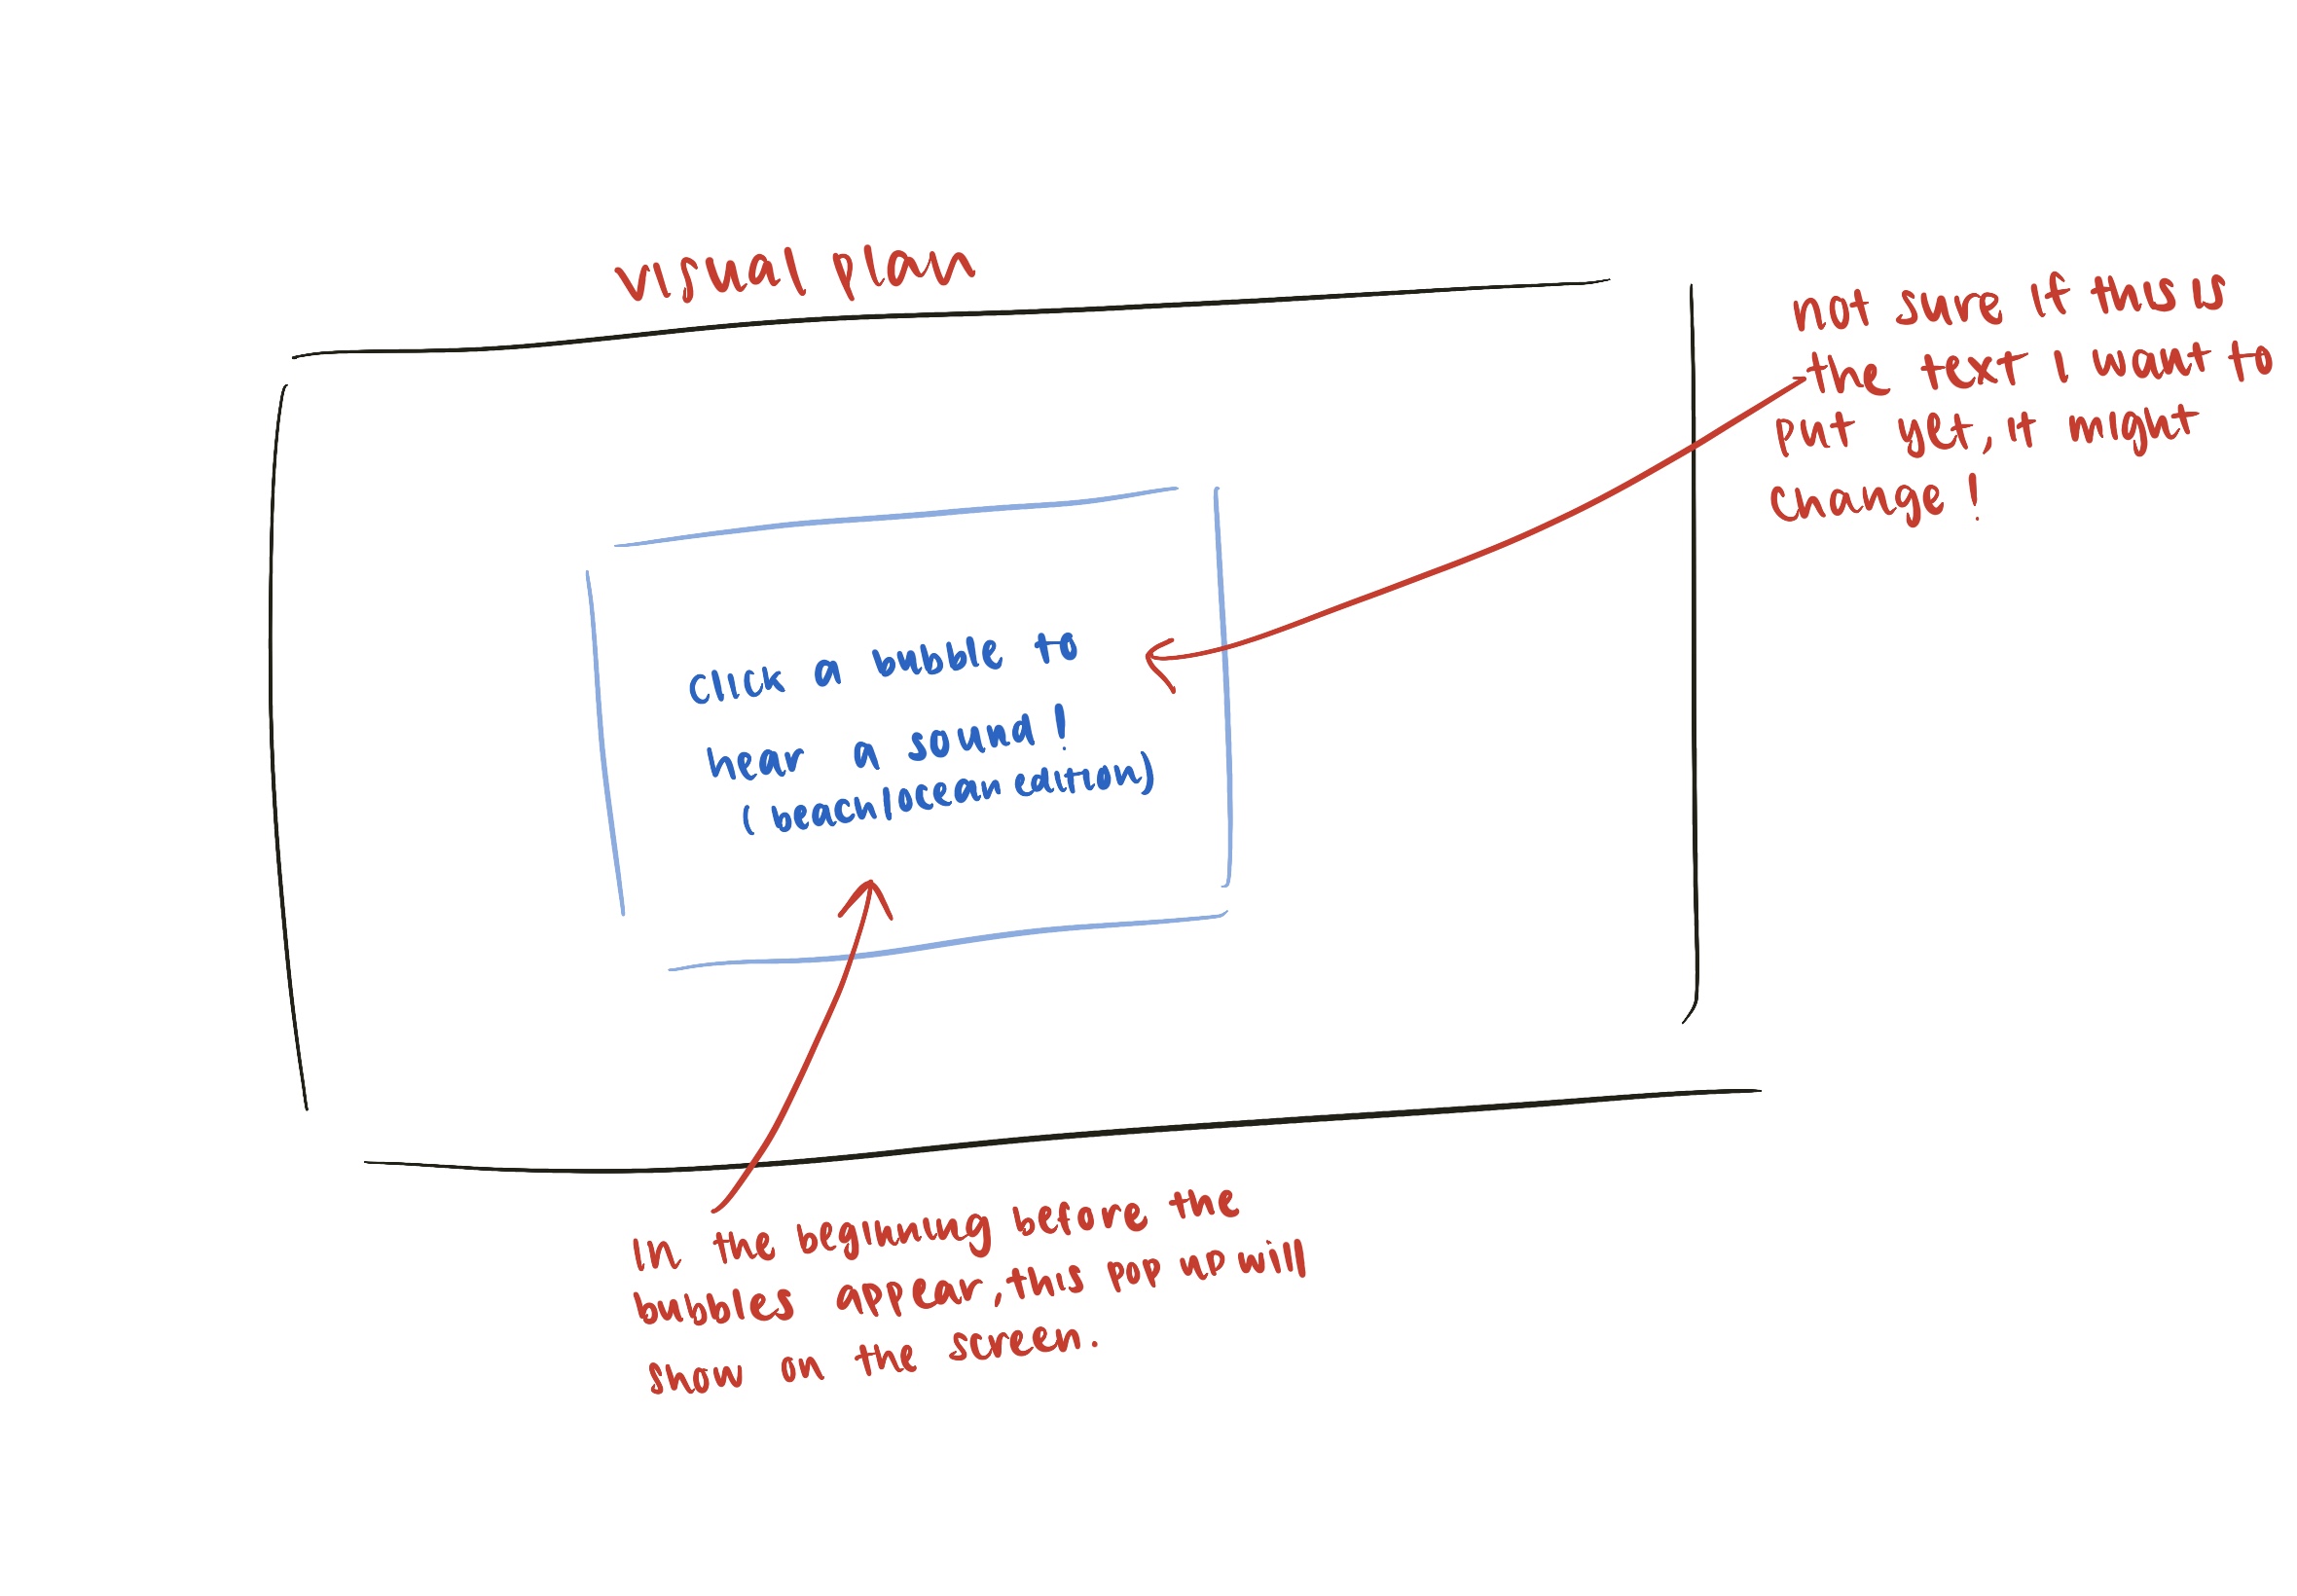 visual plan
not sure if this is
the text I want to
put yet, it might
change!
click a bubble to
hear a sound!
(beach/ocean edition)
In the beginning before the
bubbles appear, this pop up will
show on the screen.